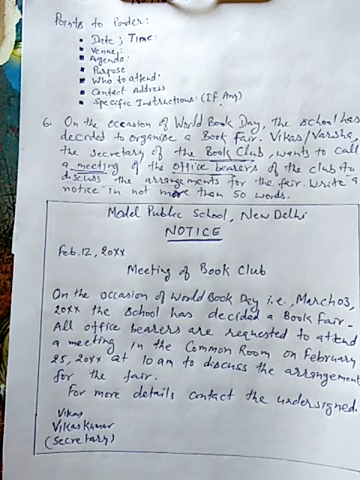 Points to Ponder:
▪ Date; Time:
▪ Venue:
▪ Agenda:
▪ Purpose
▪ Who to attend.
▪ Contact Address
▪ Specific Instructions: (If Any)
6. On the occasion of World Book Day, the school has
decided to organise a Book Fair. Vikas/Varsha,
the secretary of the Book Club, wants to call
a meeting of the office bearers of the club to
discuss the arrangements for the fair. Write a
notice in not more than 50 words.
Model Public School, New Delhi
NOTICE
Feb. 12, 20XX
Meeting of Book Club
On the occasion of World Book Day i.e., March 03,
20XX the school has decided a Book Fair.
All office bearers are requested to attend
a meeting in the Common Room on February
25, 20XX at 10 am to discuss the arrangement
for the fair.
For more details contact the undersigned.
Vikas
Vikas Kumar
(Secretary)